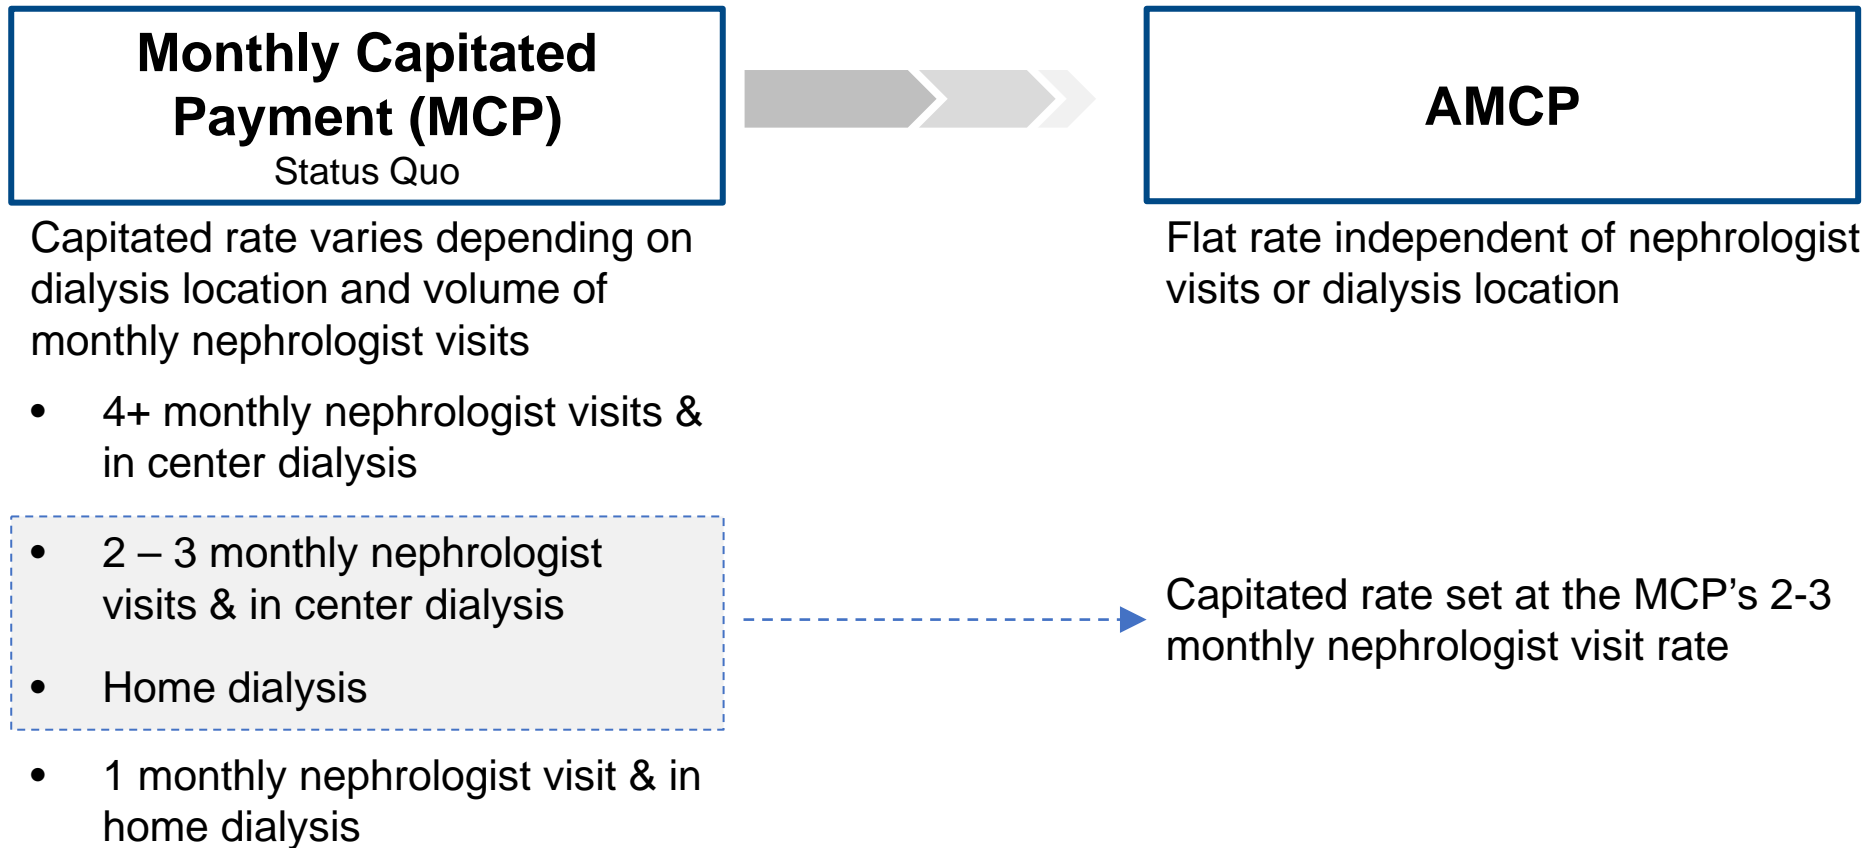 Monthly Capitated
Payment (MCP)
Status Quo
Capitated rate varies depending on
dialysis location and volume of
monthly nephrologist visits
• 4+ monthly nephrologist visits &
in center dialysis
• 2 – 3 monthly nephrologist
visits & in center dialysis
• Home dialysis
• 1 monthly nephrologist visit & in
home dialysis
AMCP
Flat rate independent of nephrologist
visits or dialysis location
Capitated rate set at the MCP’s 2-3
monthly nephrologist visit rate